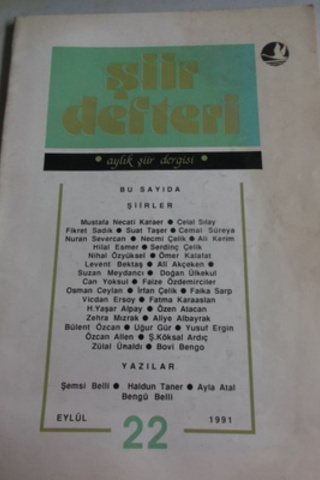 şiir
defteri
• aylık şiir dergisi •
BU SAYIDA
ŞİİRLER
Mustafa Necati Karaer ● Celal Sılay
Fikret Sadık ● Suat Taşer ● Cemal Süreya
Nuran Severcan ● Necmi Çelik ● Ali Kerim
Hilal Esmer ● Serdinç Çelik
Nihal Özyüksel ● Ömer Kalafat
Levent Bektaş ● Ali Akçeken ●
Suzan Meydancı ● Doğan Ülkekul
Can Yoksul ● Faize Özdemirciler
Osman Ceylan ● İrfan Çelik ● Faika Sarp
Vicdan Ersoy ● Fatma Karaaslan
H.Yaşar Alpay ● Özen Atacan
Zehra Mızrak ● Aliye Albayrak
Bülent Özcan ● Uğur Gür ● Yusuf Ergin
Özcan Allen ● Ş.Köksal Ardıç
Zülal Ünaldı ● Bovi Bengo
YAZILAR
Şemsi Belli ● Haldun Taner ● Ayla Atal
Bengü Belli
EYLÜL 22 1991